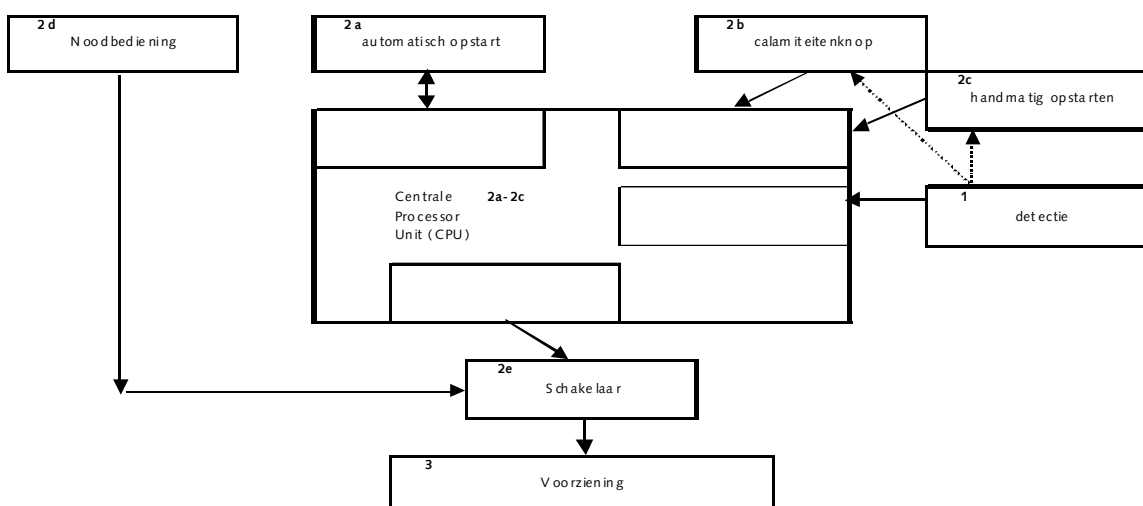 2d
Noodbediening
2a
automatisch opstart
2b
calamiteitenknop
2c
handmatig opstarten
Centrale 2a-2c
Processor
Unit (CPU)
1
detectie
2e
Schakelaar
3
Voorziening